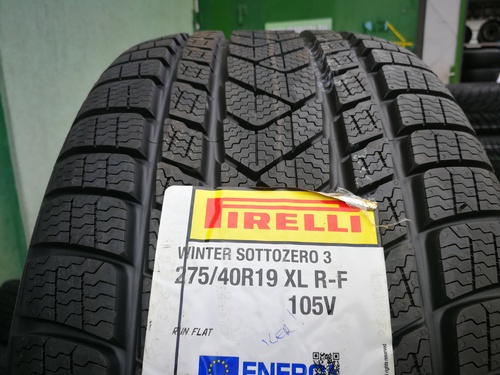 PIRELLI
WINTER SOTTOZERO 3
275/40R19 XL R-F
105V
RUN FLAT
ENERG